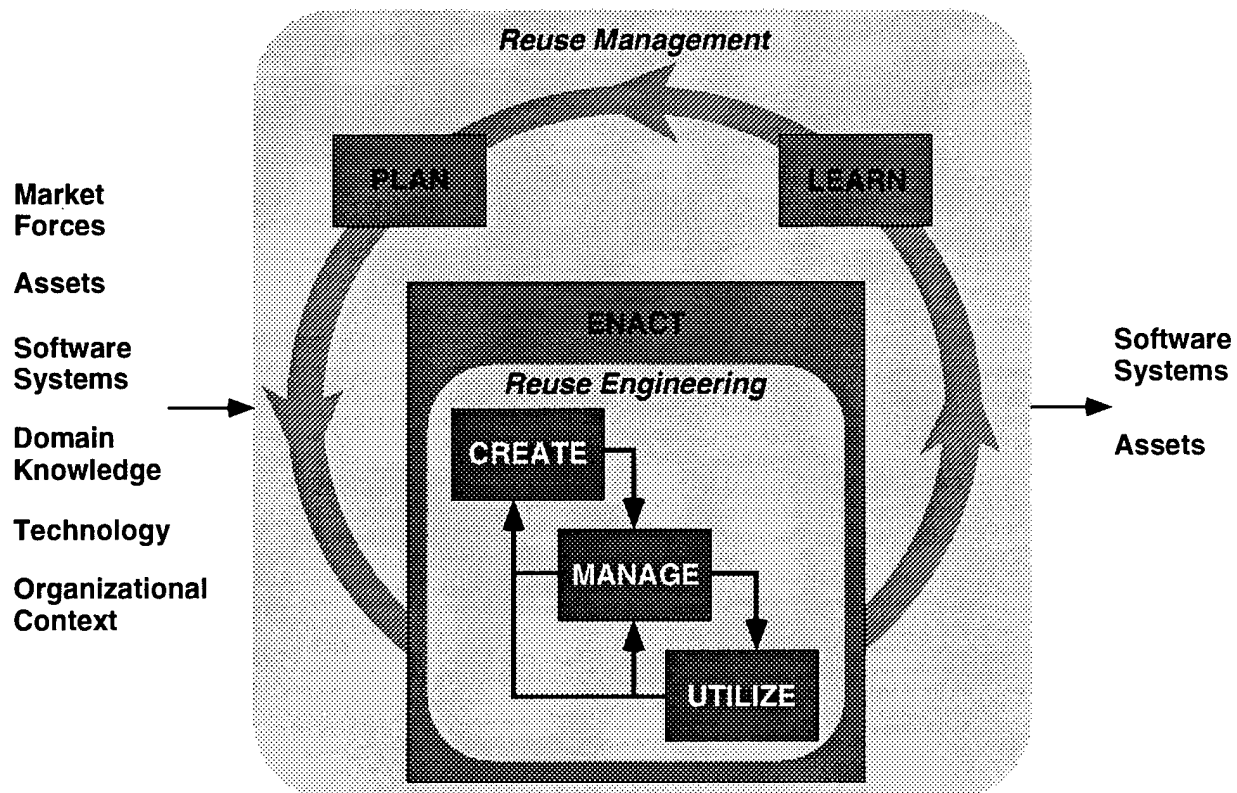 Reuse Management
PLAN
LEARN
Market
Forces
Assets
Software
Systems
Domain
Knowledge
Technology
Organizational
Context
ENACT
Reuse Engineering
CREATE
MANAGE
UTILIZE
Software
Systems
Assets